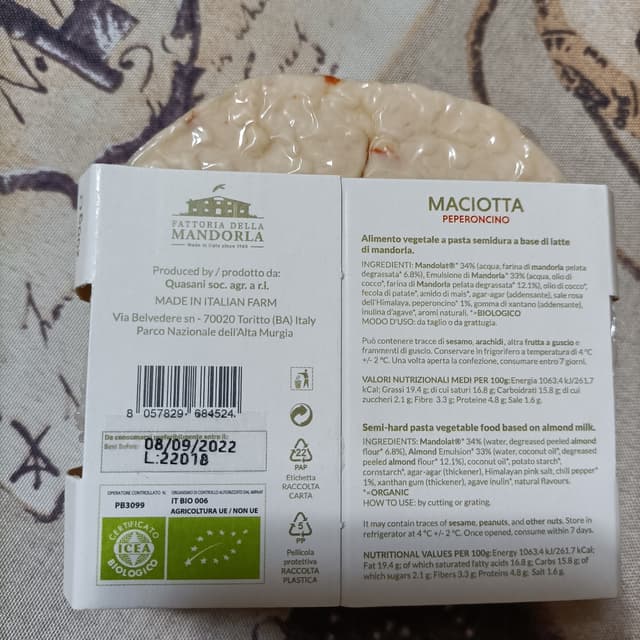 FATTORIA DELLA
MANDORLA
Made in Italy since 1965
Produced by / prodotto da:
Quasani soc. agr. a r.l.
MADE IN ITALIAN FARM
Via Belvedere sn - 70020 Toritto (BA) Italy
Parco Nazionale dell'Alta Murgia
8 057829 684524
Da consumarsi preferibilmente entro il:
Best before:
08/09/2022
L:22018
OPERATORE CONTROLLATO N.
PB3099
IT BIO 006
AGRICOLTURA UE / NON UE
CERTIFICATO
ICEA
BIOLOGICO
22
PAP
Etichetta
RACCOLTA
CARTA
5
PP
Pellicola
protettiva
RACCOLTA
PLASTICA
MACIOTTA
PEPERONCINO
Alimento vegetale a pasta semidura a base di latte
di mandorla.
INGREDIENTI: Mandolat®* 34% (acqua, farina di mandorla pelata
degrassata* 6.8%), Emulsione di Mandorla* 33% (acqua, olio di
cocco*, farina di Mandorla pelata degrassata* 12.1%), olio di cocco*,
fecola di patate*, amido di mais*, agar-agar (addensante), sale rosa
dell'Himalaya, peperoncino* 1%, gomma di xantano (addensante),
inulina d'agave*, aromi naturali. *=BIOLOGICO
MODO D'USO: da taglio o da grattugia.
Può contenere tracce di sesamo, arachidi, altra frutta a guscio e
frammenti di guscio. Conservare in frigorifero a temperatura di 4 °C
+/- 2 °C. Una volta aperta la confezione, consumare entro 7 giorni.
VALORI NUTRIZIONALI MEDI PER 100g: Energia 1063.4 kJ/261,7
kCal; Grassi 19.4 g; di cui saturi 16.8 g; Carboidrati 15.8 g; di cui
zuccheri 2.1 g; Fibre 3.3 g; Proteine 4.8 g; Sale 1.6 g.
Semi-hard pasta vegetable food based on almond milk.
INGREDIENTS: Mandolat®* 34% (water, degreased peeled almond
flour* 6.8%), Almond Emulsion* 33% (water, coconut oil*, degreased
peeled almond flour* 12.1%), coconut oil*, potato starch*,
cornstarch*, agar-agar (thickener), Himalayan pink salt, chili pepper*
1%, xanthan gum (thickener), agave inulin*, natural flavours.
*=ORGANIC
HOW TO USE: by cutting or grating.
It may contain traces of sesame, peanuts, and other nuts. Store in
refrigerator at 4 °C +/- 2 °C. Once opened, consume within 7 days.
NUTRITIONAL VALUES PER 100g: Energy 1063.4 kJ/261.7 kCal;
Fat 19.4 g; of which saturated fatty acids 16.8 g; Carbs 15.8 g; of
which sugars 2.1 g; Fibers 3.3 g; Proteins 4.8 g; Salt 1.6 g.